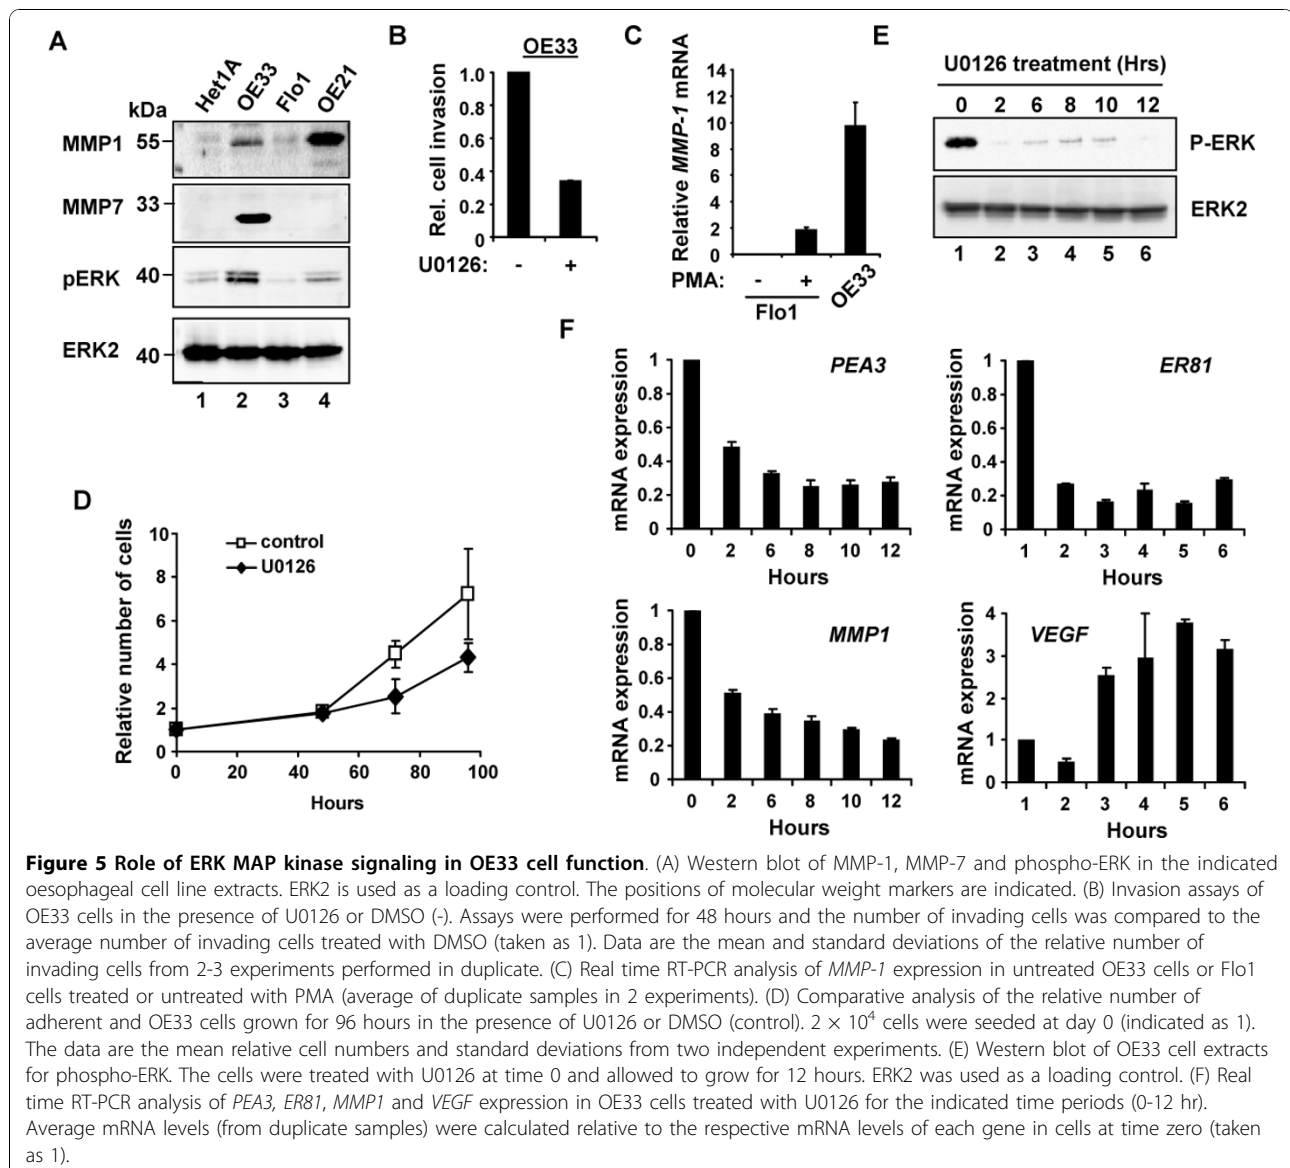 A
Het1A OE33 Flo1 OE21
kDa
MMP1 55
MMP7 33
pERK 40
ERK2 40
1 2 3 4
B
OE33
Rel. cell invasion
1.0
0.8
0.6
0.4
0.2
0
U0126: - +
C
Relative MMP-1 mRNA
14
12
10
8
6
4
2
0
PMA: - + OE33
Flo1
E
U0126 treatment (Hrs)
0 2 6 8 10 12
P-ERK
ERK2
1 2 3 4 5 6
D
Relative number of cells
10
8
6
4
2
0
control
U0126
0 20 40 60 80 100
Hours
F
PEA3
mRNA expression
1
0.8
0.6
0.4
0.2
0
0 2 6 8 10 12
Hours
ER81
mRNA expression
1
0.8
0.6
0.4
0.2
0
1 2 3 4 5 6
Hours
MMP1
mRNA expression
1
0.8
0.6
0.4
0.2
0
0 2 6 8 10 12
Hours
VEGF
mRNA expression
4
3
2
1
0
1 2 3 4 5 6
Hours
Figure 5 Role of ERK MAP kinase signaling in OE33 cell function. (A) Western blot of MMP-1, MMP-7 and phospho-ERK in the indicated
oesophageal cell line extracts. ERK2 is used as a loading control. The positions of molecular weight markers are indicated. (B) Invasion assays of
OE33 cells in the presence of U0126 or DMSO (-). Assays were performed for 48 hours and the number of invading cells was compared to the
average number of invading cells treated with DMSO (taken as 1). Data are the mean and standard deviations of the relative number of
invading cells from 2-3 experiments performed in duplicate. (C) Real time RT-PCR analysis of MMP-1 expression in untreated OE33 cells or Flo1
cells treated or untreated with PMA (average of duplicate samples in 2 experiments). (D) Comparative analysis of the relative number of
adherent and OE33 cells grown for 96 hours in the presence of U0126 or DMSO (control). 2 × 10⁴ cells were seeded at day 0 (indicated as 1).
The data are the mean relative cell numbers and standard deviations from two independent experiments. (E) Western blot of OE33 cell extracts
for phospho-ERK. The cells were treated with U0126 at time 0 and allowed to grow for 12 hours. ERK2 was used as a loading control. (F) Real
time RT-PCR analysis of PEA3, ER81, MMP1 and VEGF expression in OE33 cells treated with U0126 for the indicated time periods (0-12 hr).
Average mRNA levels (from duplicate samples) were calculated relative to the respective mRNA levels of each gene in cells at time zero (taken
as 1).